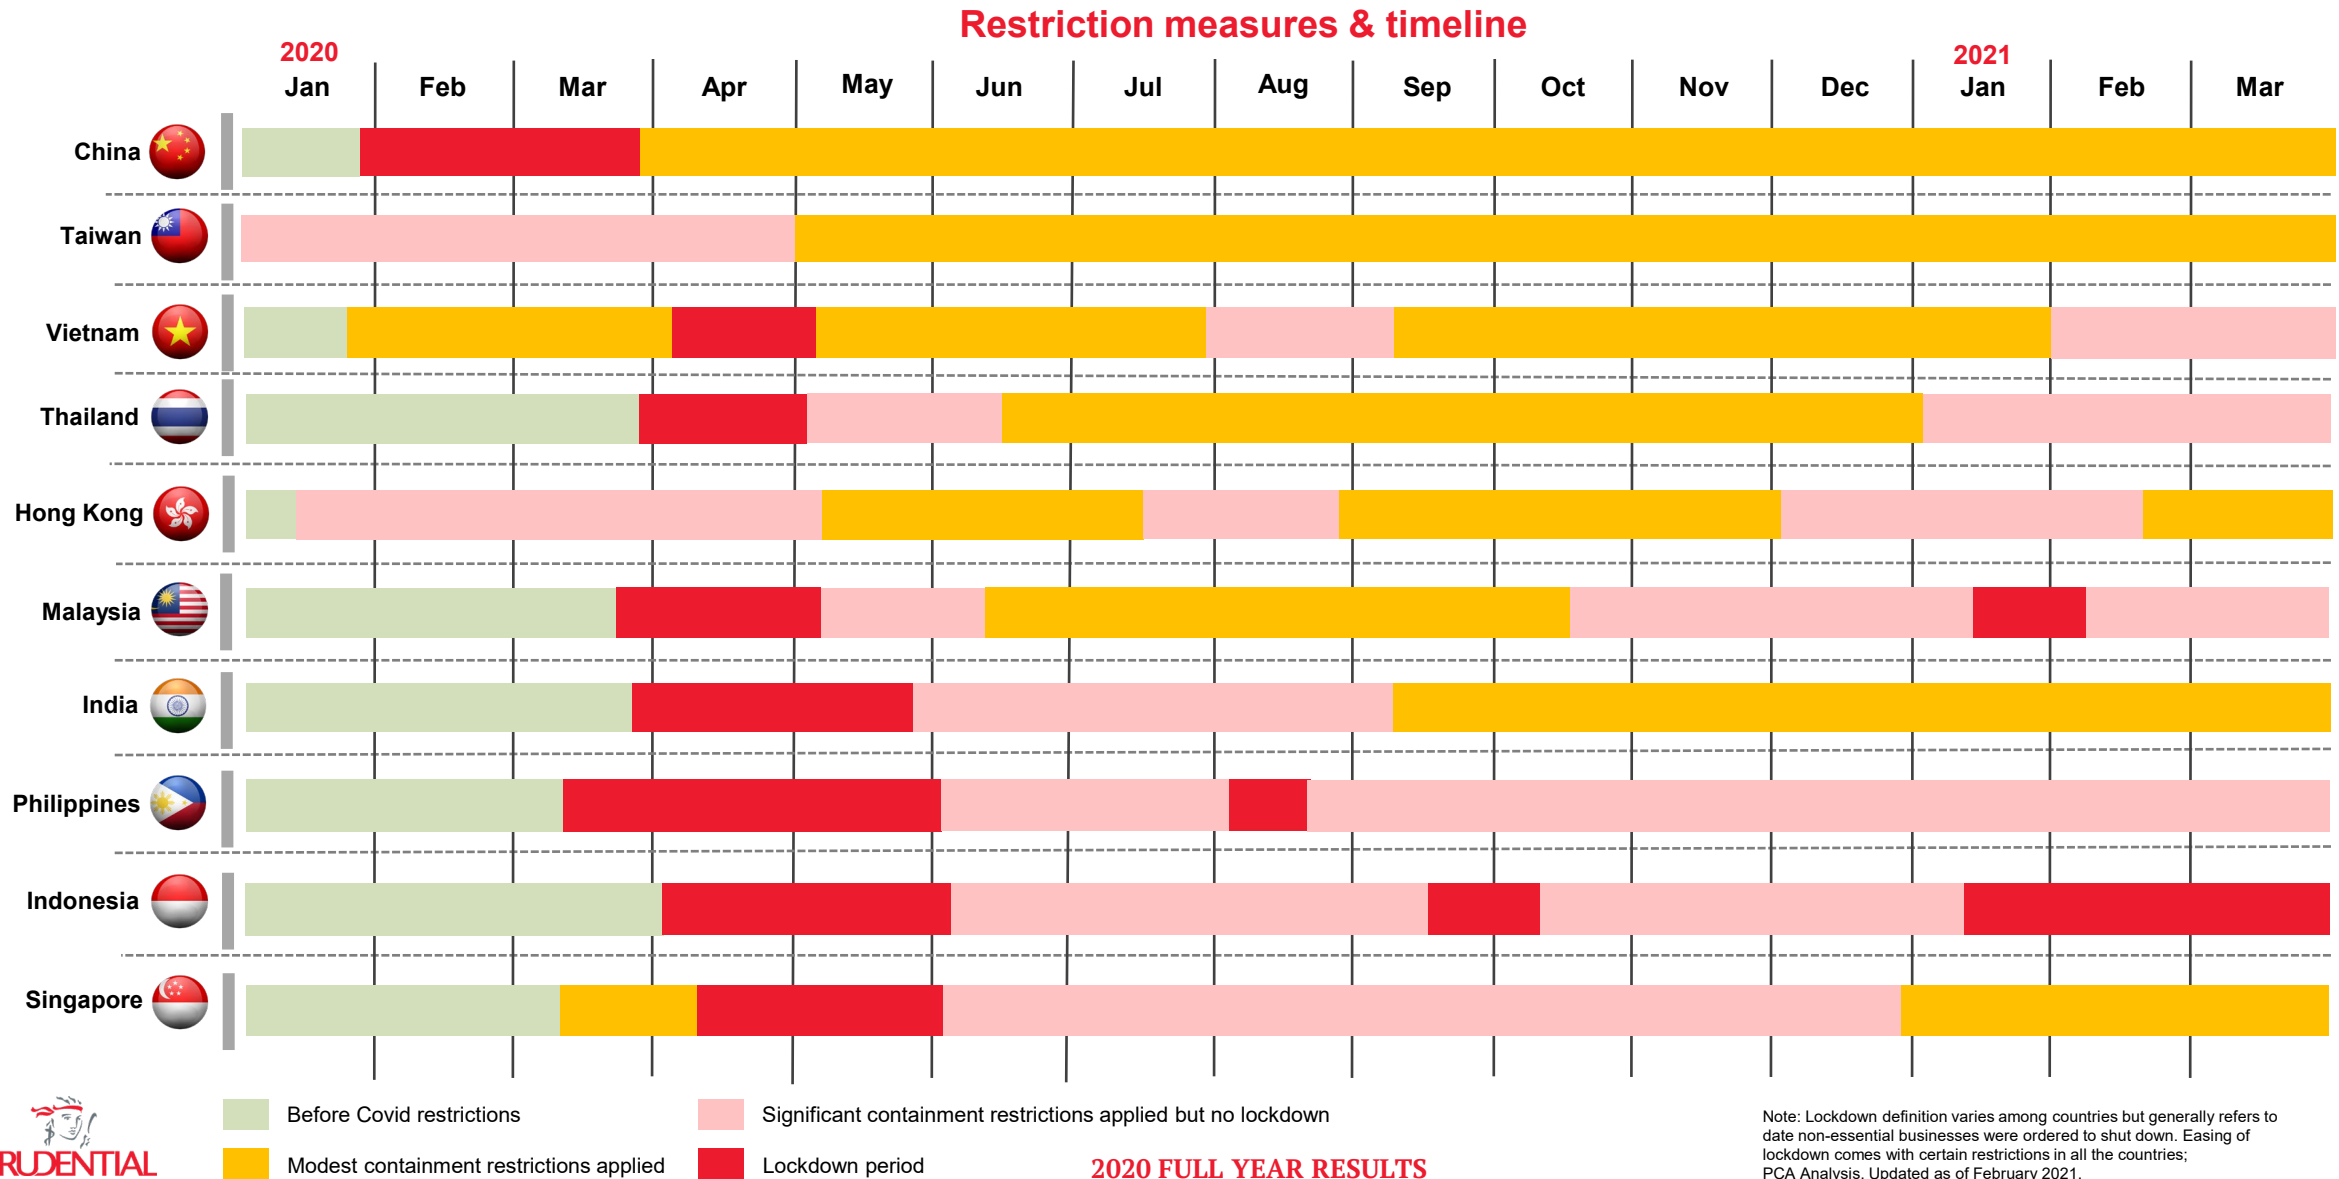 Restriction measures & timeline
2020
2021
Jan Feb Mar Apr May Jun Jul Aug Sep Oct Nov Dec Jan Feb Mar
China
Taiwan
Vietnam
Thailand
Hong Kong
Malaysia
India
Philippines
Indonesia
Singapore
Before Covid restrictions
Significant containment restrictions applied but no lockdown
Modest containment restrictions applied
Lockdown period
RUDENTIAL
2020 FULL YEAR RESULTS
Note: Lockdown definition varies among countries but generally refers to
date non-essential businesses were ordered to shut down. Easing of
lockdown comes with certain restrictions in all the countries;
PCA Analysis. Updated as of February 2021.